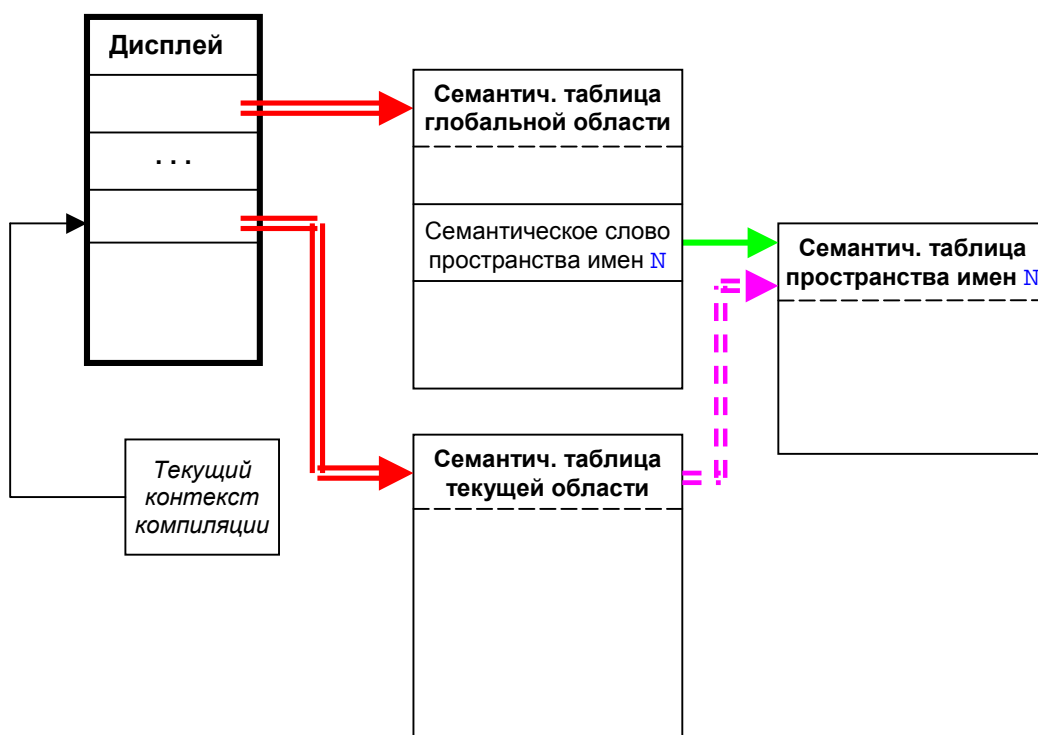 Дисплей
. . .
Семантич. таблица
глобальной области
Семантическое слово
пространства имен N
Семантич. таблица
пространства имен N
Семантич. таблица
текущей области
Текущий
контекст
компиляции